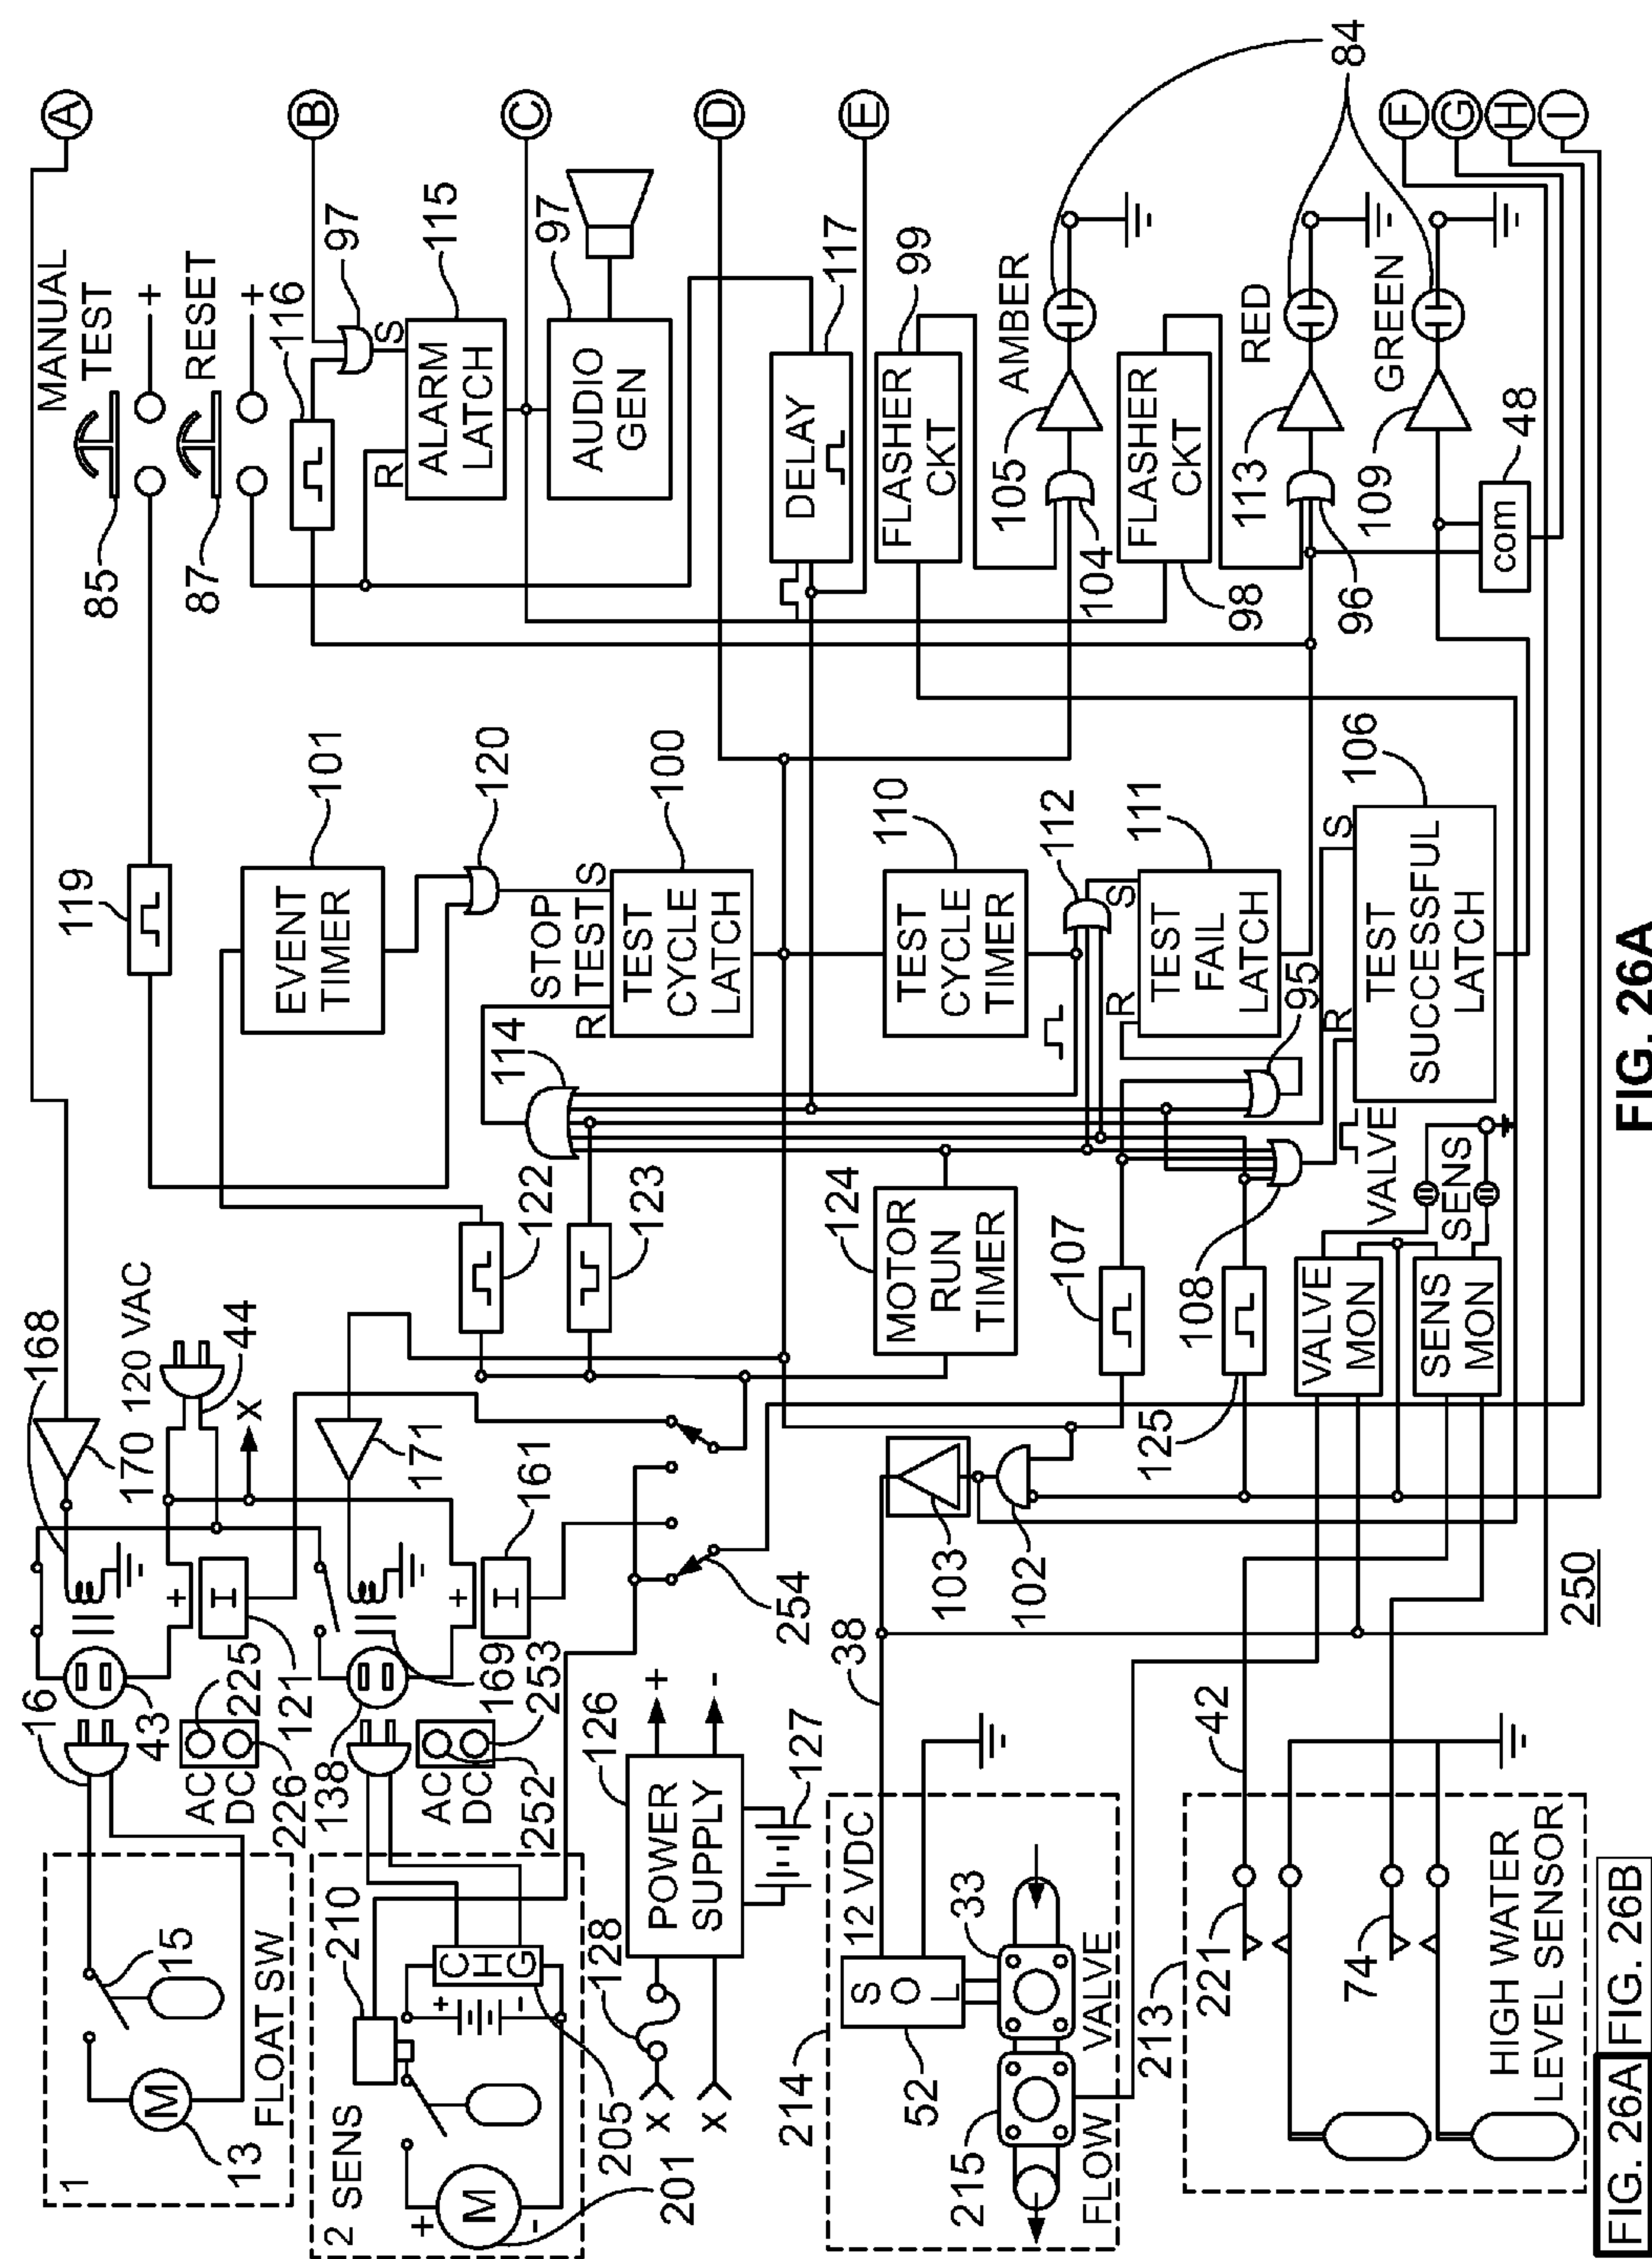 MANUAL
TEST
+
85
RESET
+
87
A
B
C
D
E
F
G
H
I
119
116
97
S
R
ALARM
LATCH
115
AUDIO
GEN
97
DELAY
117
FLASHER
CKT
99
AMBER
105
104
84
FLASHER
CKT
98
RED
113
96
GREEN
109
com
48
EVENT
TIMER
101
120
STOP
TEST
S
R
TEST
CYCLE
LATCH
100
114
TEST
CYCLE
TIMER
110
112
S
R
TEST
FAIL
LATCH
111
95
S
R
TEST
SUCCESSFUL
LATCH
106
122
123
MOTOR
RUN
TIMER
124
107
108
125
VALVE
MON
SENS
MON
VALVE
SENS
168
170
120 VAC
44
X
171
+
I
121
+
I
161
254
103
102
38
42
250
16
43
AC
DC
225
226
138
169
AC
DC
252
253
1
M
13
15
FLOAT SW
2 SENS
210
+
M
-
201
+
-
CHG
205
128
X
X
POWER
SUPPLY
126
+
-
127
214
12 VDC
SOL
52
33
215
FLOW
VALVE
213
221
74
HIGH WATER
LEVEL SENSOR
FIG. 26A
FIG. 26A FIG. 26B